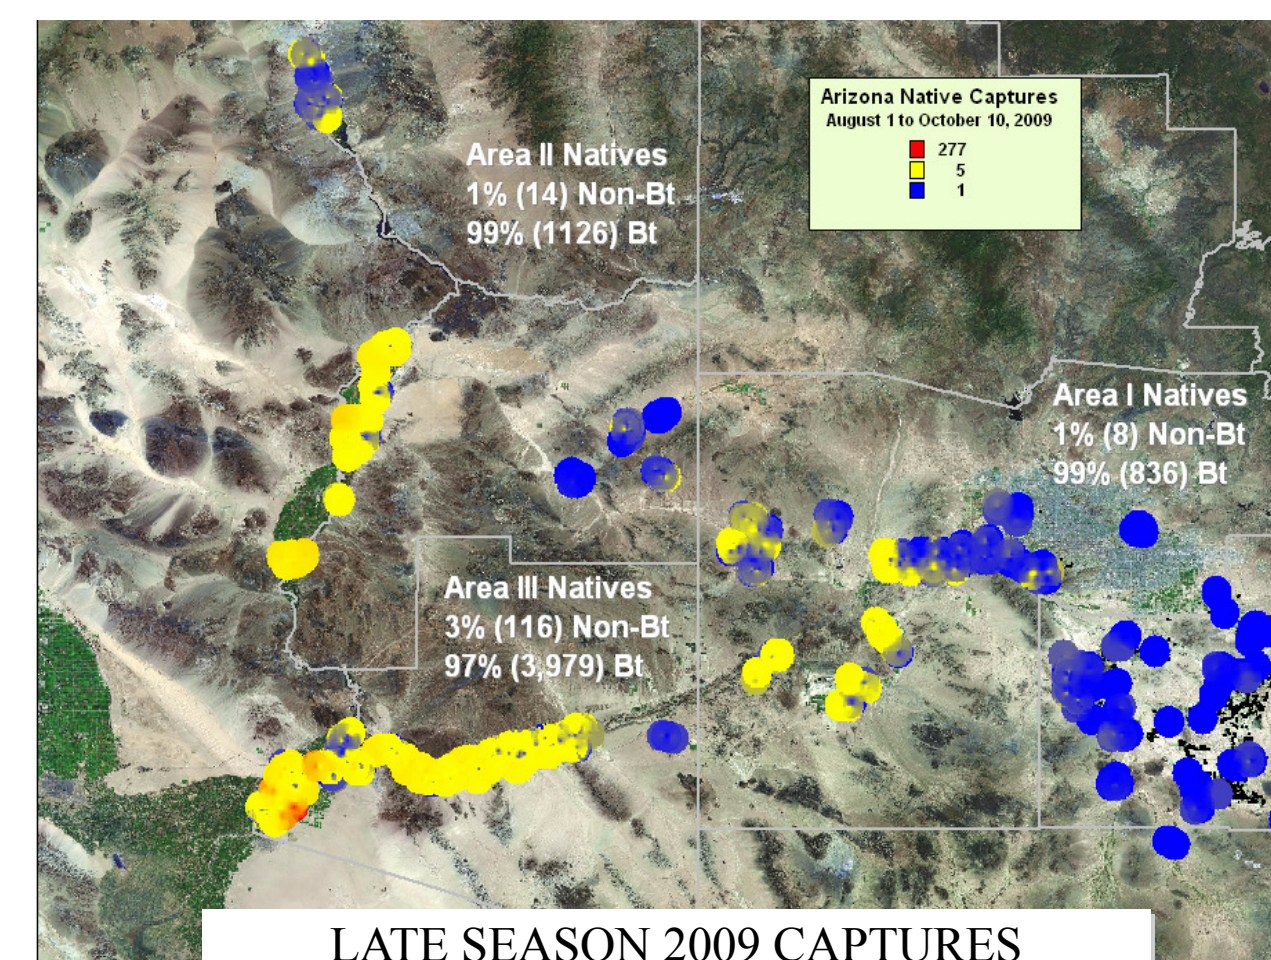 Arizona Native Captures
August 1 to October 10, 2009
277
5
1
Area II Natives
1% (14) Non-Bt
99% (1126) Bt
Area I Natives
1% (8) Non-Bt
99% (836) Bt
Area III Natives
3% (116) Non-Bt
97% (3,979) Bt
LATE SEASON 2009 CAPTURES